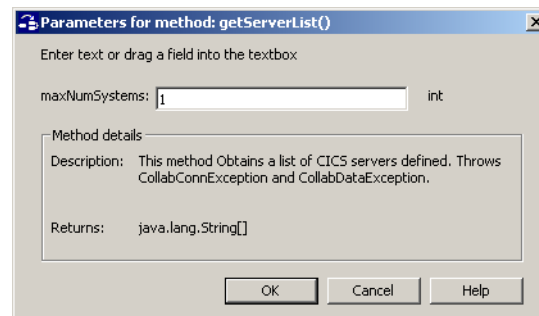 Parameters for method: getServerList()
Enter text or drag a field into the textbox
maxNumSystems: 1 int
Method details
Description: This method Obtains a list of CICS servers defined. Throws
CollabConnException and CollabDataException.
Returns: java.lang.String[]
OK Cancel Help